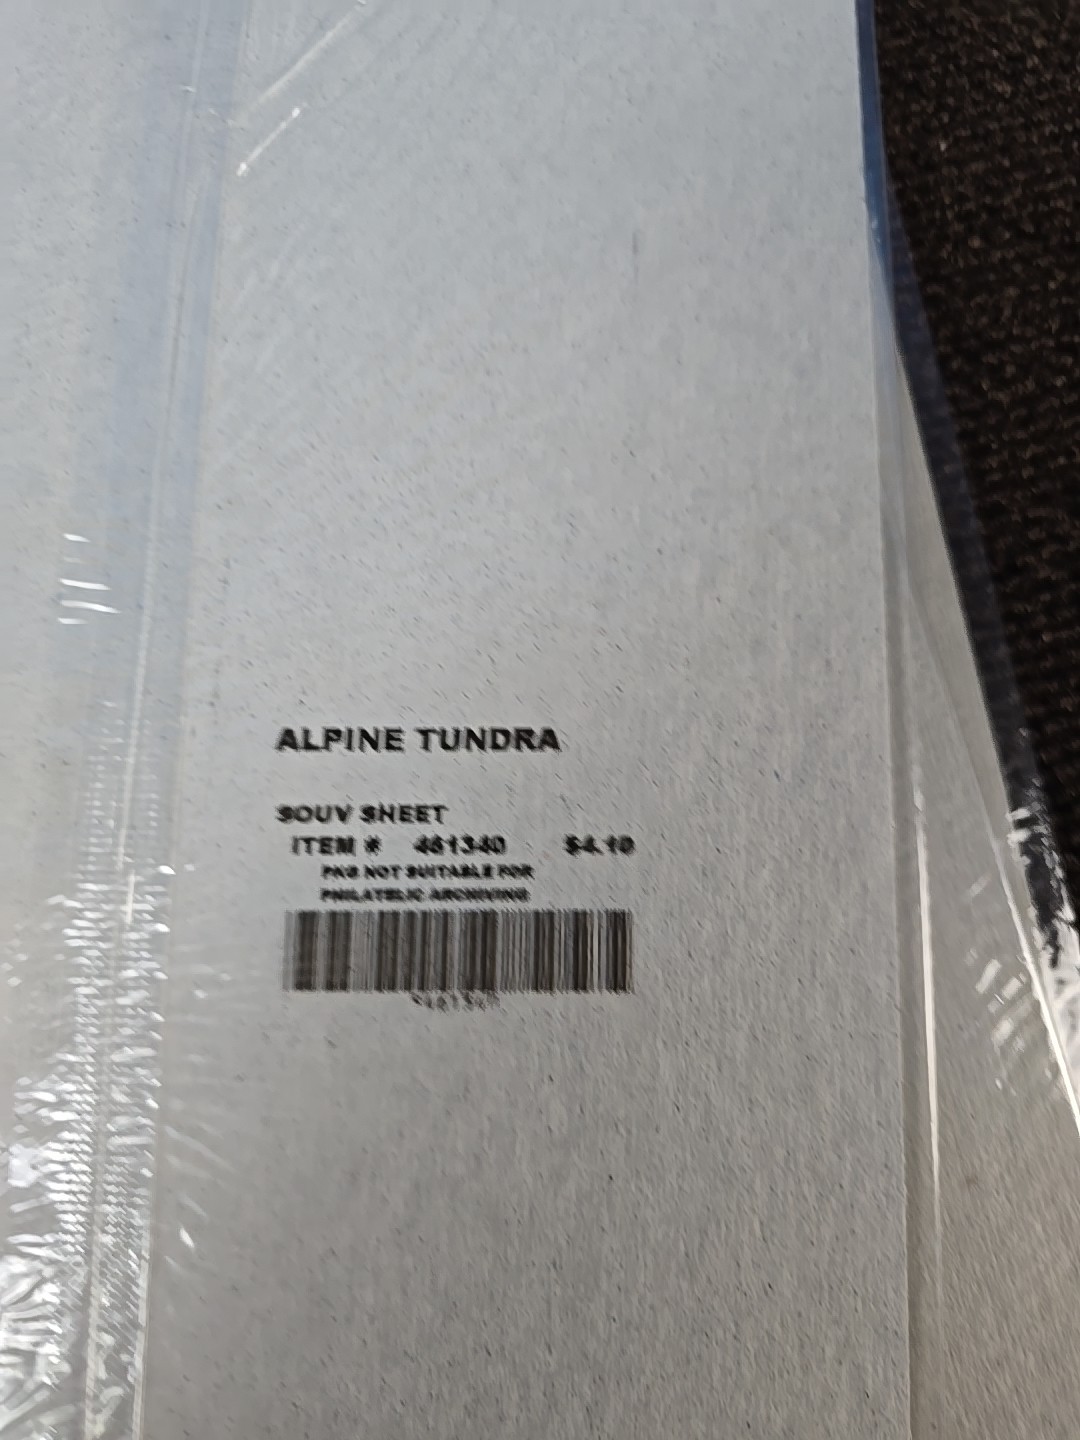 ALPINE TUNDRA
SOUV SHEET
ITEM # 461340 $4.10
PKG NOT SUITABLE FOR
PHILATELIC ARCHIVING